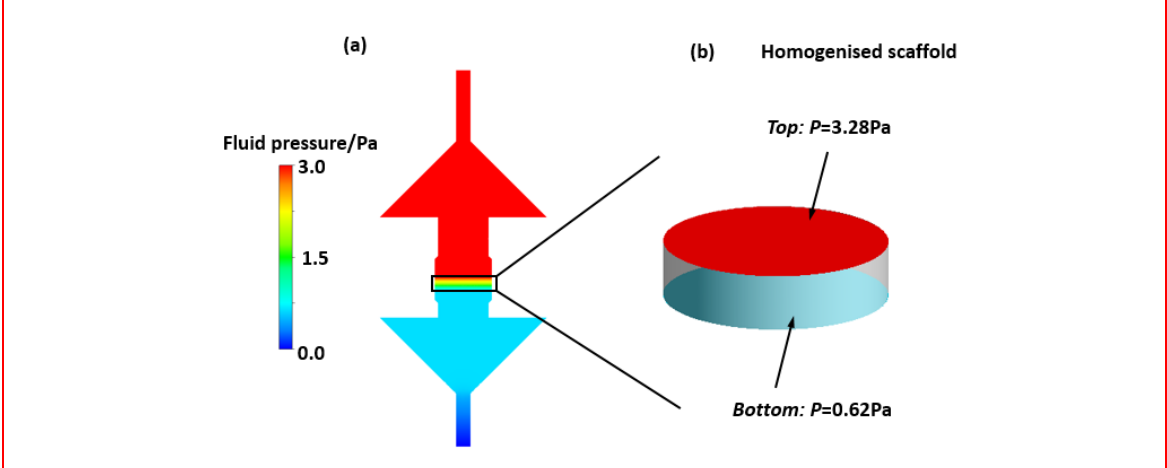 (a)
(b)
Homogenised scaffold
Top: P=3.28Pa
Fluid pressure/Pa
3.0
1.5
0.0
Bottom: P=0.62Pa